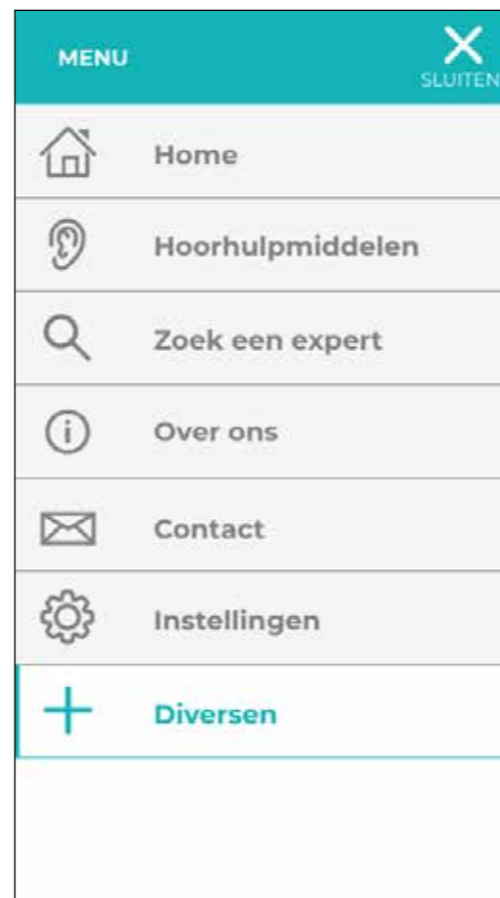 MENU
SLUITEN
Home
Hoorhulpmiddelen
Zoek een expert
Over ons
Contact
Instellingen
Diversen